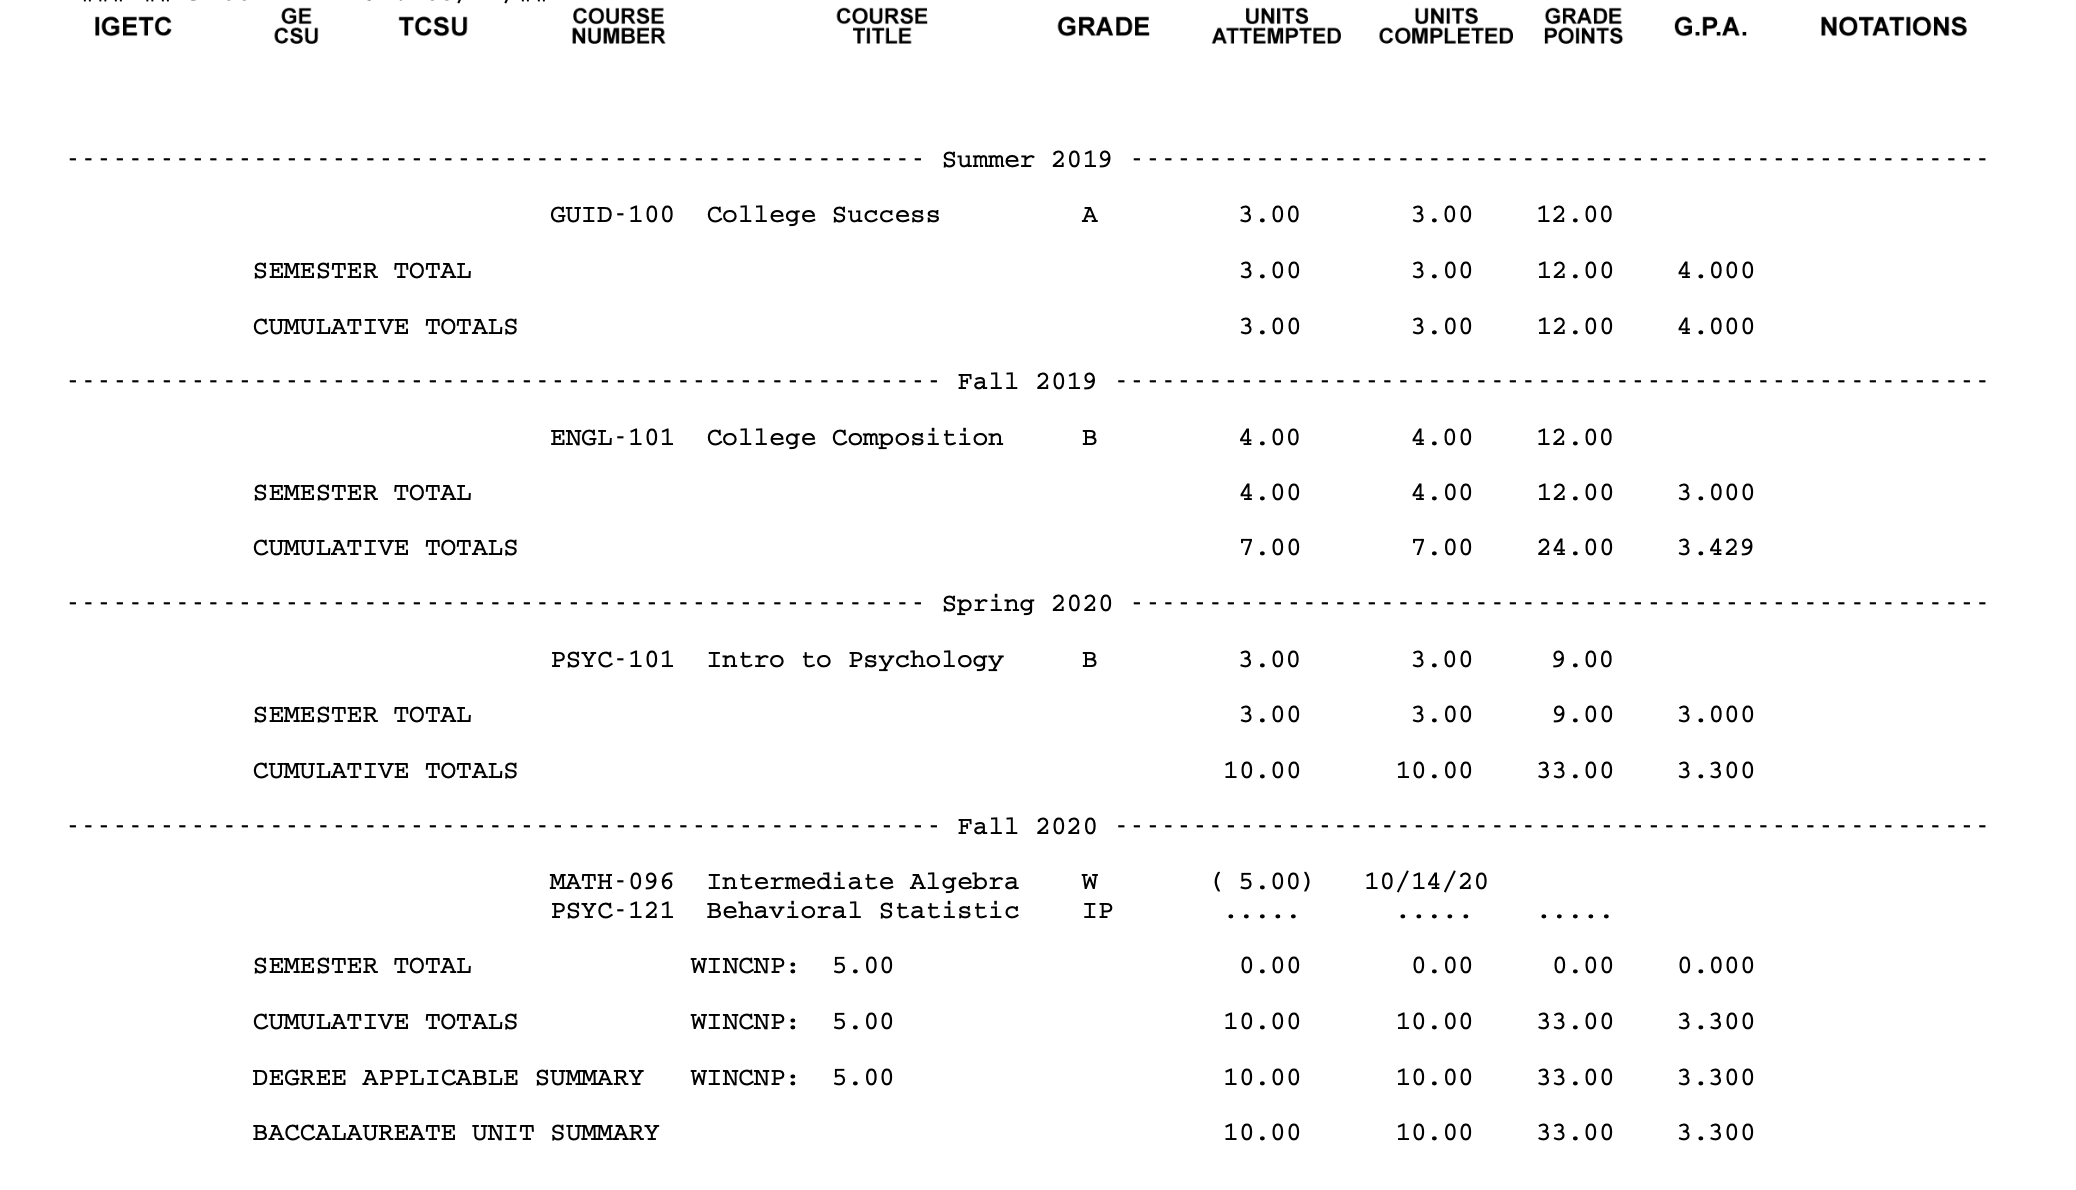 IGETC GE CSU TCSU COURSE NUMBER COURSE TITLE GRADE UNITS ATTEMPTED UNITS COMPLETED GRADE POINTS G.P.A. NOTATIONS
------------------------------------------------------- Summer 2019 -------------------------------------------------------
GUID-100 College Success A 3.00 3.00 12.00
SEMESTER TOTAL 3.00 3.00 12.00 4.000
CUMULATIVE TOTALS 3.00 3.00 12.00 4.000
-------------------------------------------------------- Fall 2019 --------------------------------------------------------
ENGL-101 College Composition B 4.00 4.00 12.00
SEMESTER TOTAL 4.00 4.00 12.00 3.000
CUMULATIVE TOTALS 7.00 7.00 24.00 3.429
------------------------------------------------------- Spring 2020 -------------------------------------------------------
PSYC-101 Intro to Psychology B 3.00 3.00 9.00
SEMESTER TOTAL 3.00 3.00 9.00 3.000
CUMULATIVE TOTALS 10.00 10.00 33.00 3.300
-------------------------------------------------------- Fall 2020 --------------------------------------------------------
MATH-096 Intermediate Algebra W ( 5.00) 10/14/20
PSYC-121 Behavioral Statistic IP ..... ..... .....
SEMESTER TOTAL WINCNP: 5.00 0.00 0.00 0.00 0.000
CUMULATIVE TOTALS WINCNP: 5.00 10.00 10.00 33.00 3.300
DEGREE APPLICABLE SUMMARY WINCNP: 5.00 10.00 10.00 33.00 3.300
BACCALAUREATE UNIT SUMMARY 10.00 10.00 33.00 3.300